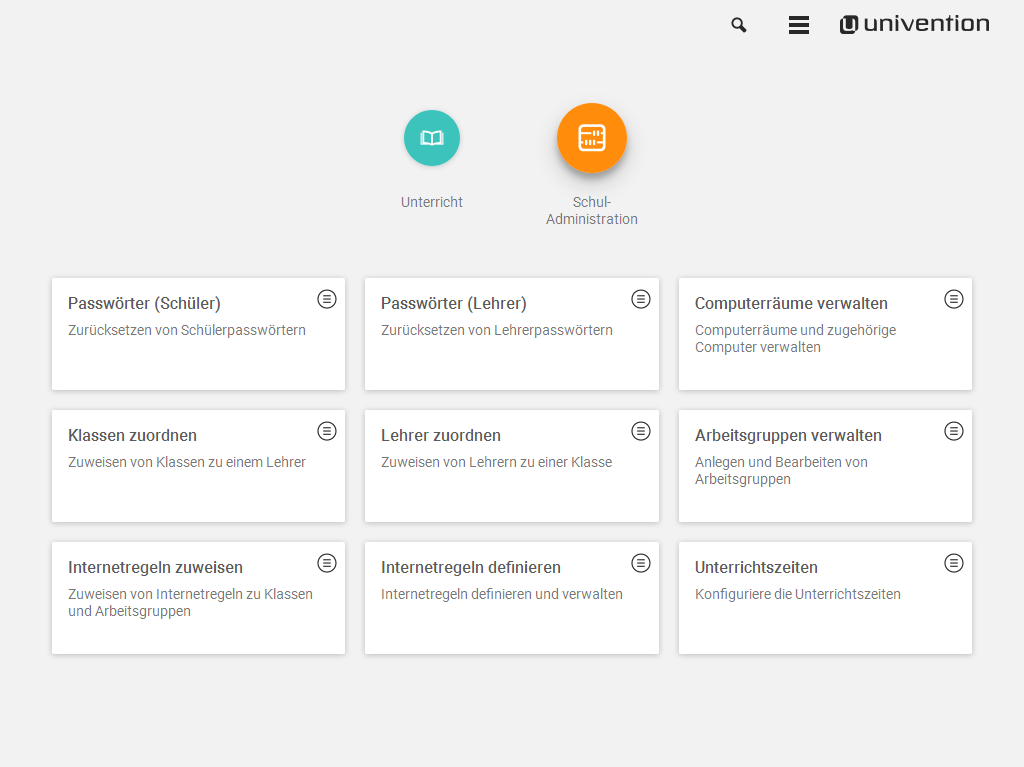 univention
Unterricht
Schul-
Administration
Passwörter (Schüler)
Zurücksetzen von Schülerpasswörtern
Passwörter (Lehrer)
Zurücksetzen von Lehrerpasswörtern
Computerräume verwalten
Computerräume und zugehörige
Computer verwalten
Klassen zuordnen
Zuweisen von Klassen zu einem Lehrer
Lehrer zuordnen
Zuweisen von Lehrern zu einer Klasse
Arbeitsgruppen verwalten
Anlegen und Bearbeiten von
Arbeitsgruppen
Internetregeln zuweisen
Zuweisen von Internetregeln zu Klassen
und Arbeitsgruppen
Internetregeln definieren
Internetregeln definieren und verwalten
Unterrichtszeiten
Konfiguriere die Unterrichtszeiten